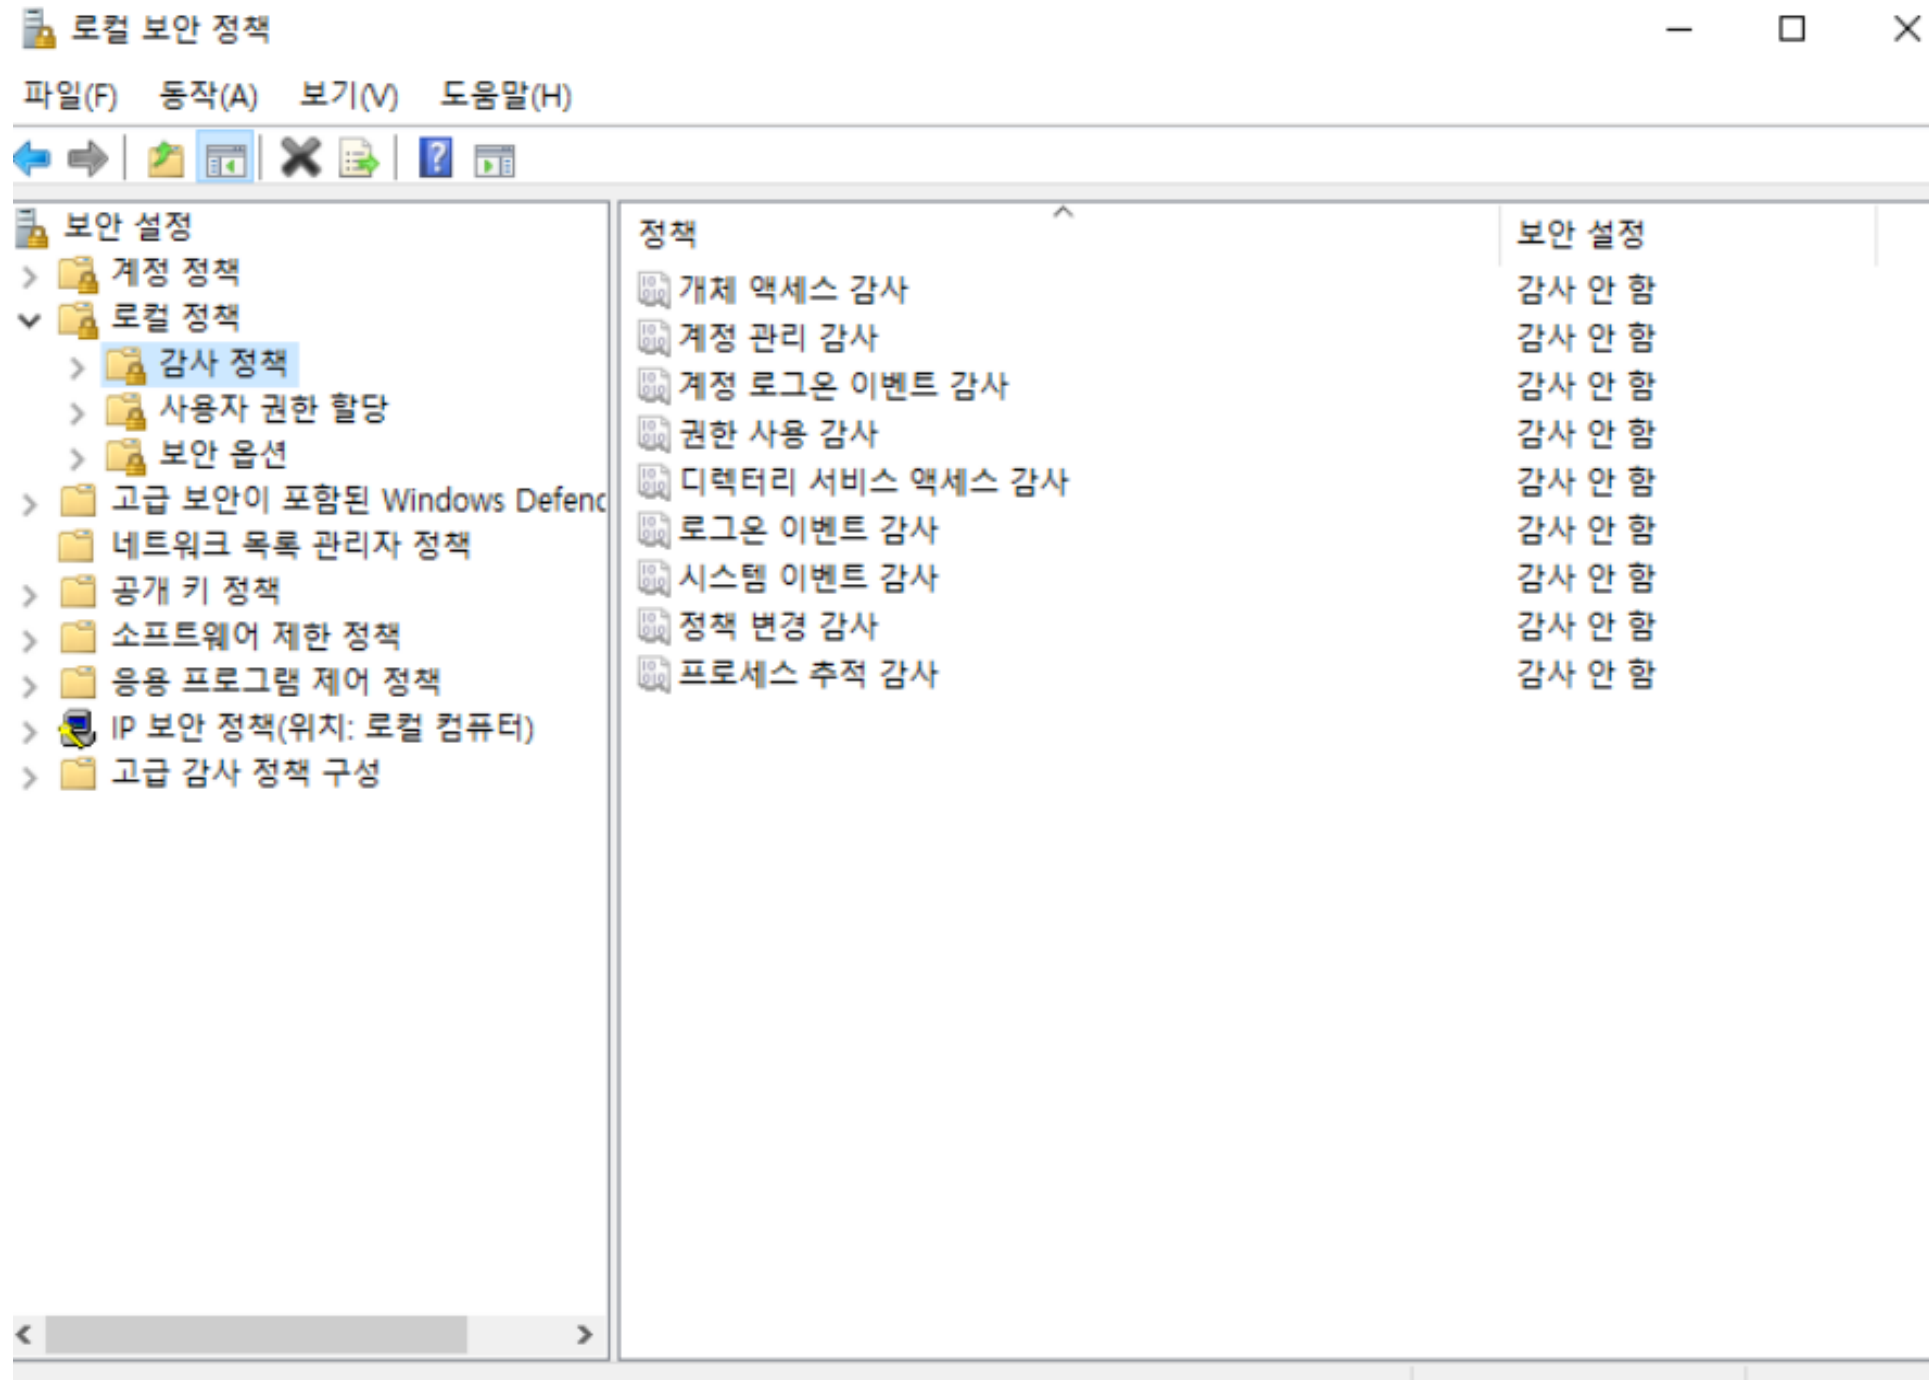 로컬 보안 정책
파일(F) 동작(A) 보기(V) 도움말(H)
보안 설정
계정 정책
로컬 정책
감사 정책
사용자 권한 할당
보안 옵션
고급 보안이 포함된 Windows Defenc
네트워크 목록 관리자 정책
공개 키 정책
소프트웨어 제한 정책
응용 프로그램 제어 정책
IP 보안 정책(위치: 로컬 컴퓨터)
고급 감사 정책 구성
정책 보안 설정
개체 액세스 감사 감사 안 함
계정 관리 감사 감사 안 함
계정 로그온 이벤트 감사 감사 안 함
권한 사용 감사 감사 안 함
디렉터리 서비스 액세스 감사 감사 안 함
로그온 이벤트 감사 감사 안 함
시스템 이벤트 감사 감사 안 함
정책 변경 감사 감사 안 함
프로세스 추적 감사 감사 안 함